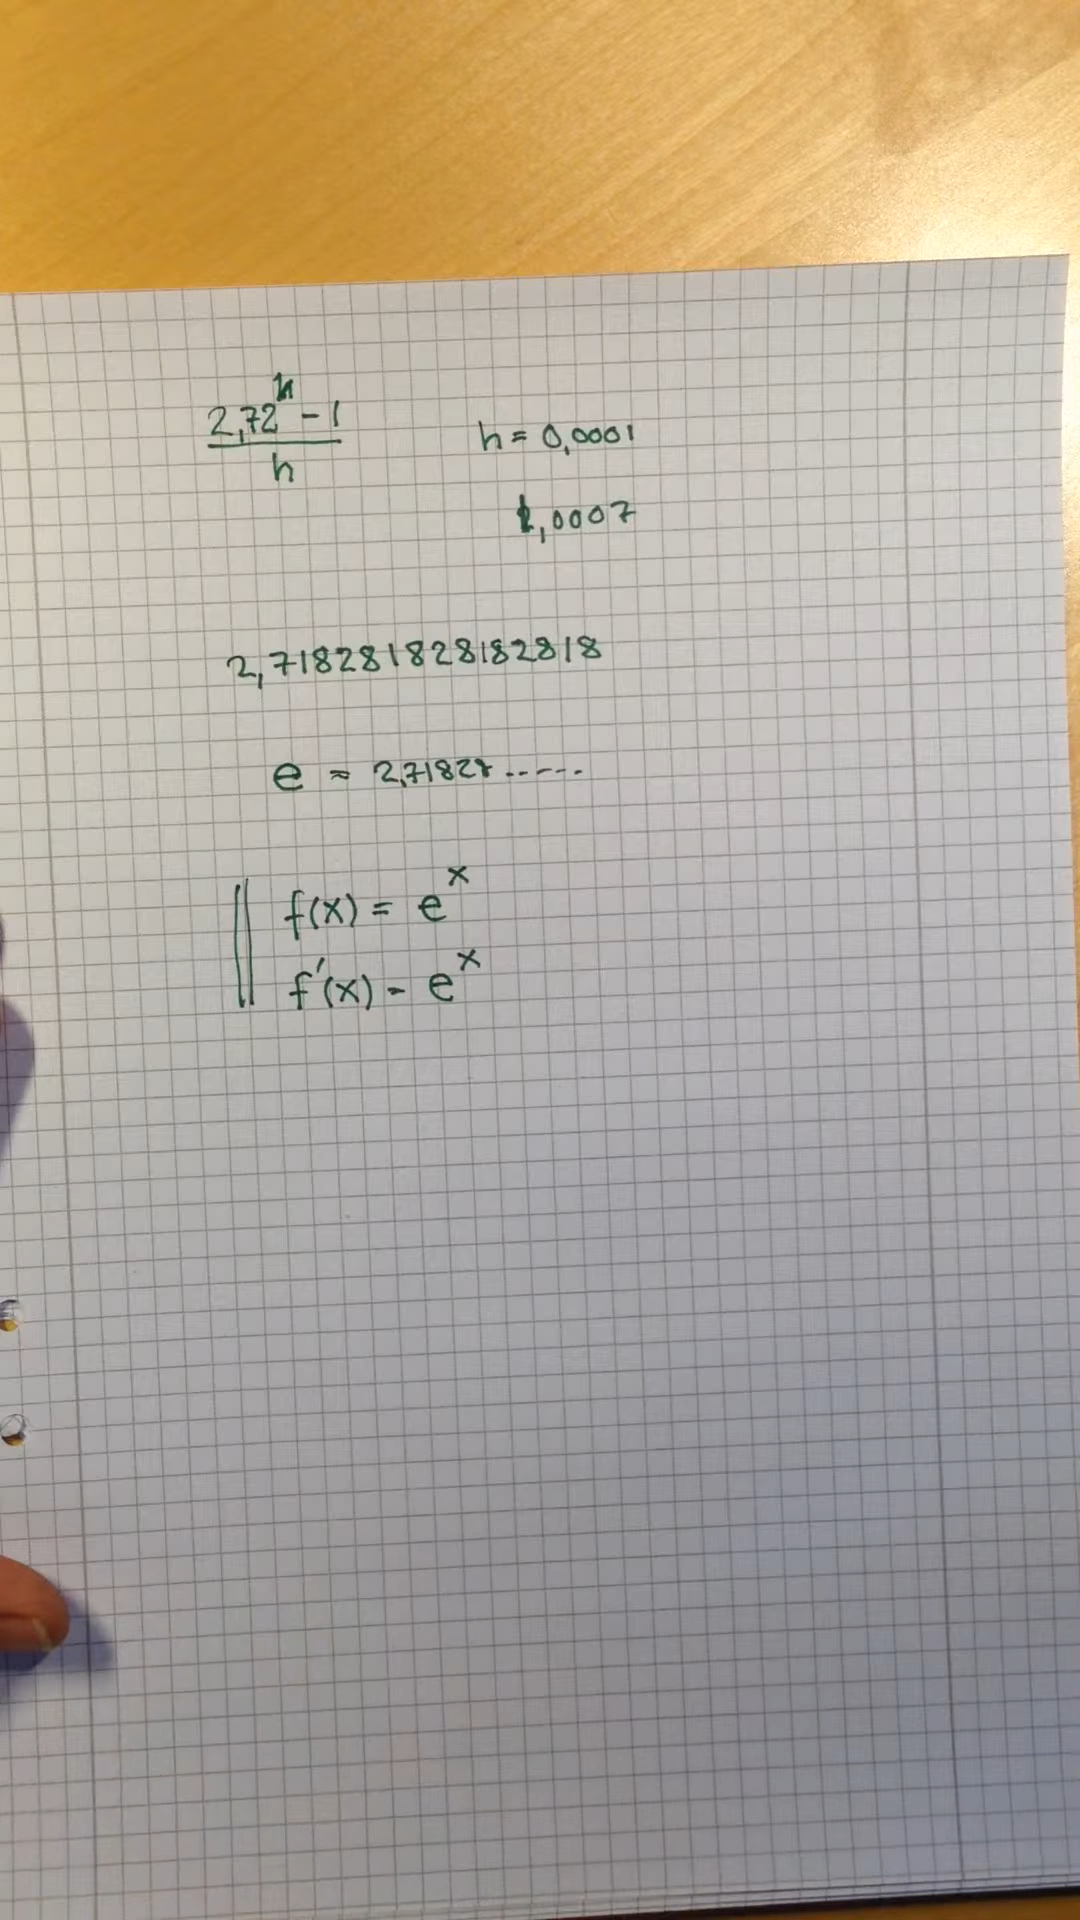 2,72^h - 1
h
h = 0,0001
1,0007
2,718281828182818
e ≈ 2,71828.....
f(x) = e^x
f'(x) = e^x